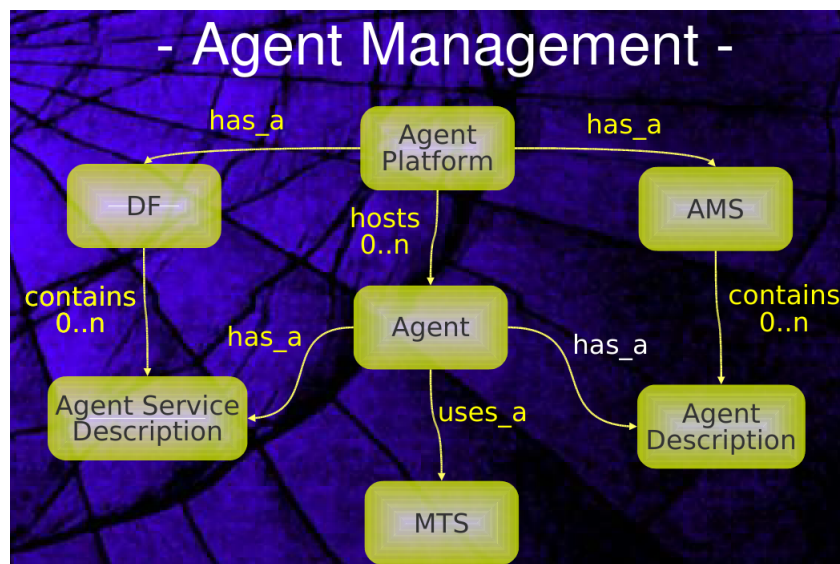 - Agent Management -
has_a
has_a
Agent
Platform
DF
AMS
hosts
0..n
contains
0..n
contains
0..n
Agent
has_a
has_a
Agent Service
Description
uses_a
Agent
Description
MTS